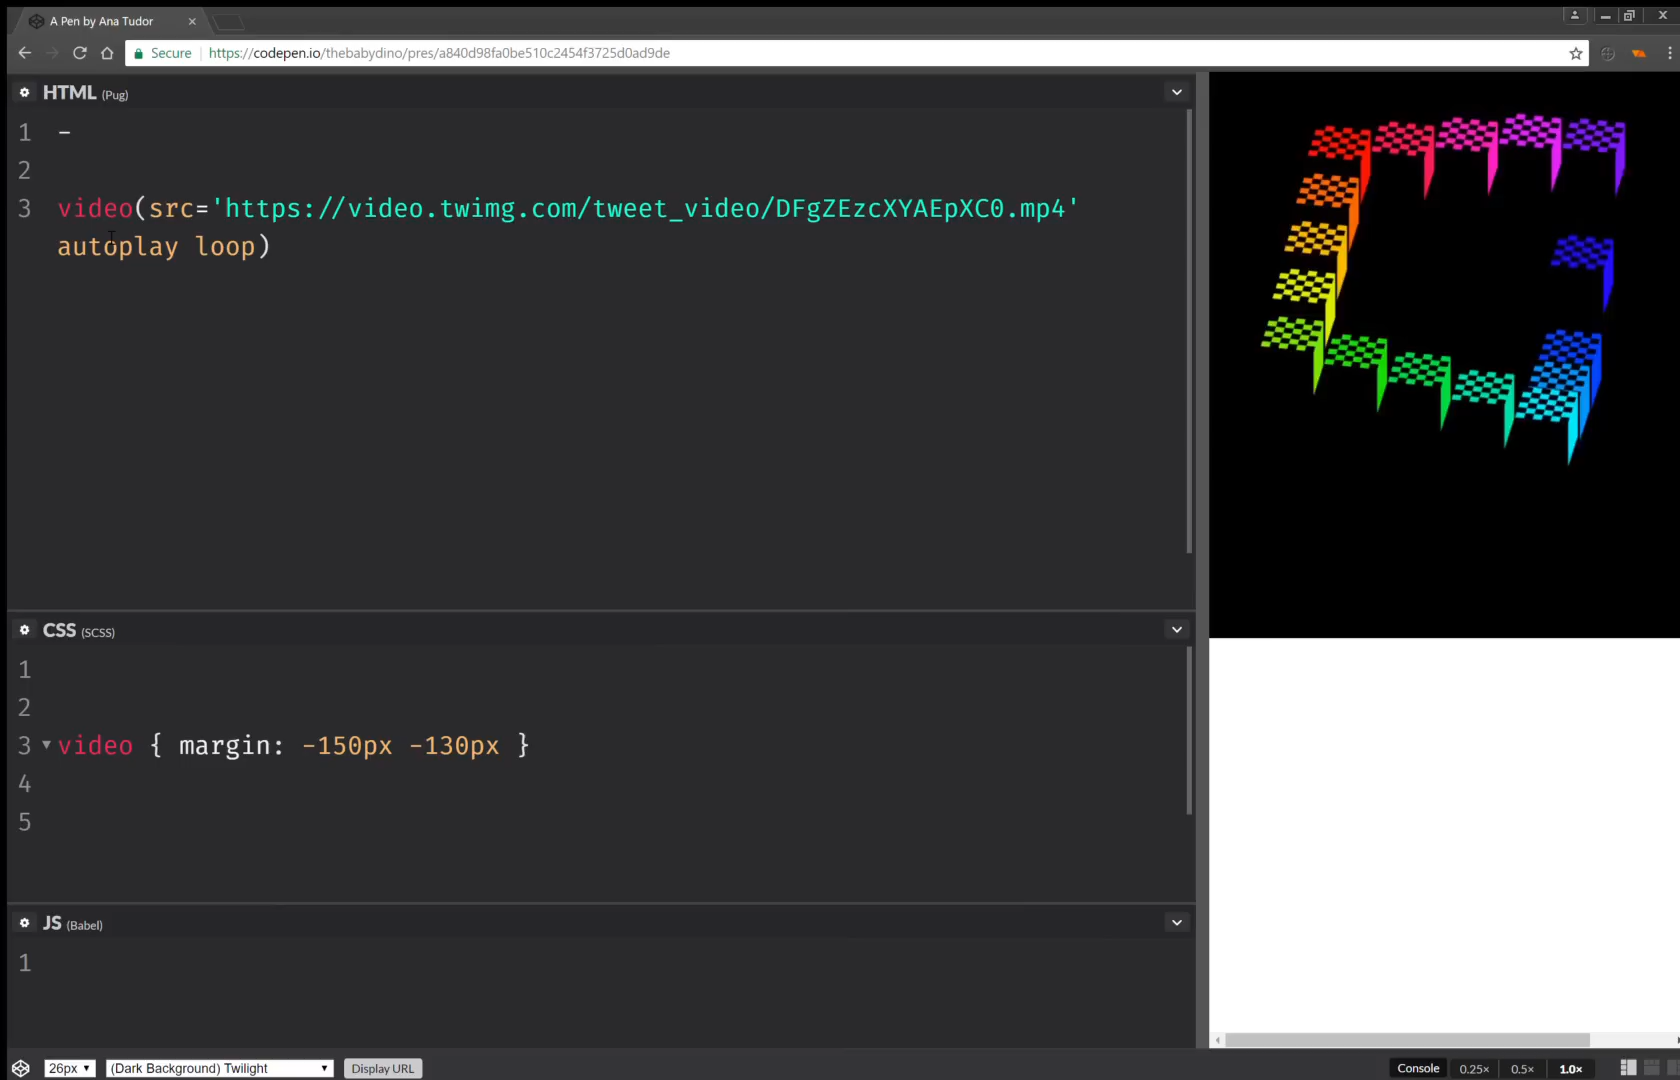 A Pen by Ana Tudor
Secure https://codepen.io/thebabydino/pres/a840d98fa0be510c2454f3725d0ad9de
HTML (Pug)
1 -
2
3 video(src='https://video.twimg.com/tweet_video/DFgZEzcXYAEpXC0.mp4'
autoplay loop)
CSS (SCSS)
1
2
3 video { margin: -150px -130px }
4
5
JS (Babel)
1
26px (Dark Background) Twilight Display URL Console 0.25× 0.5× 1.0×